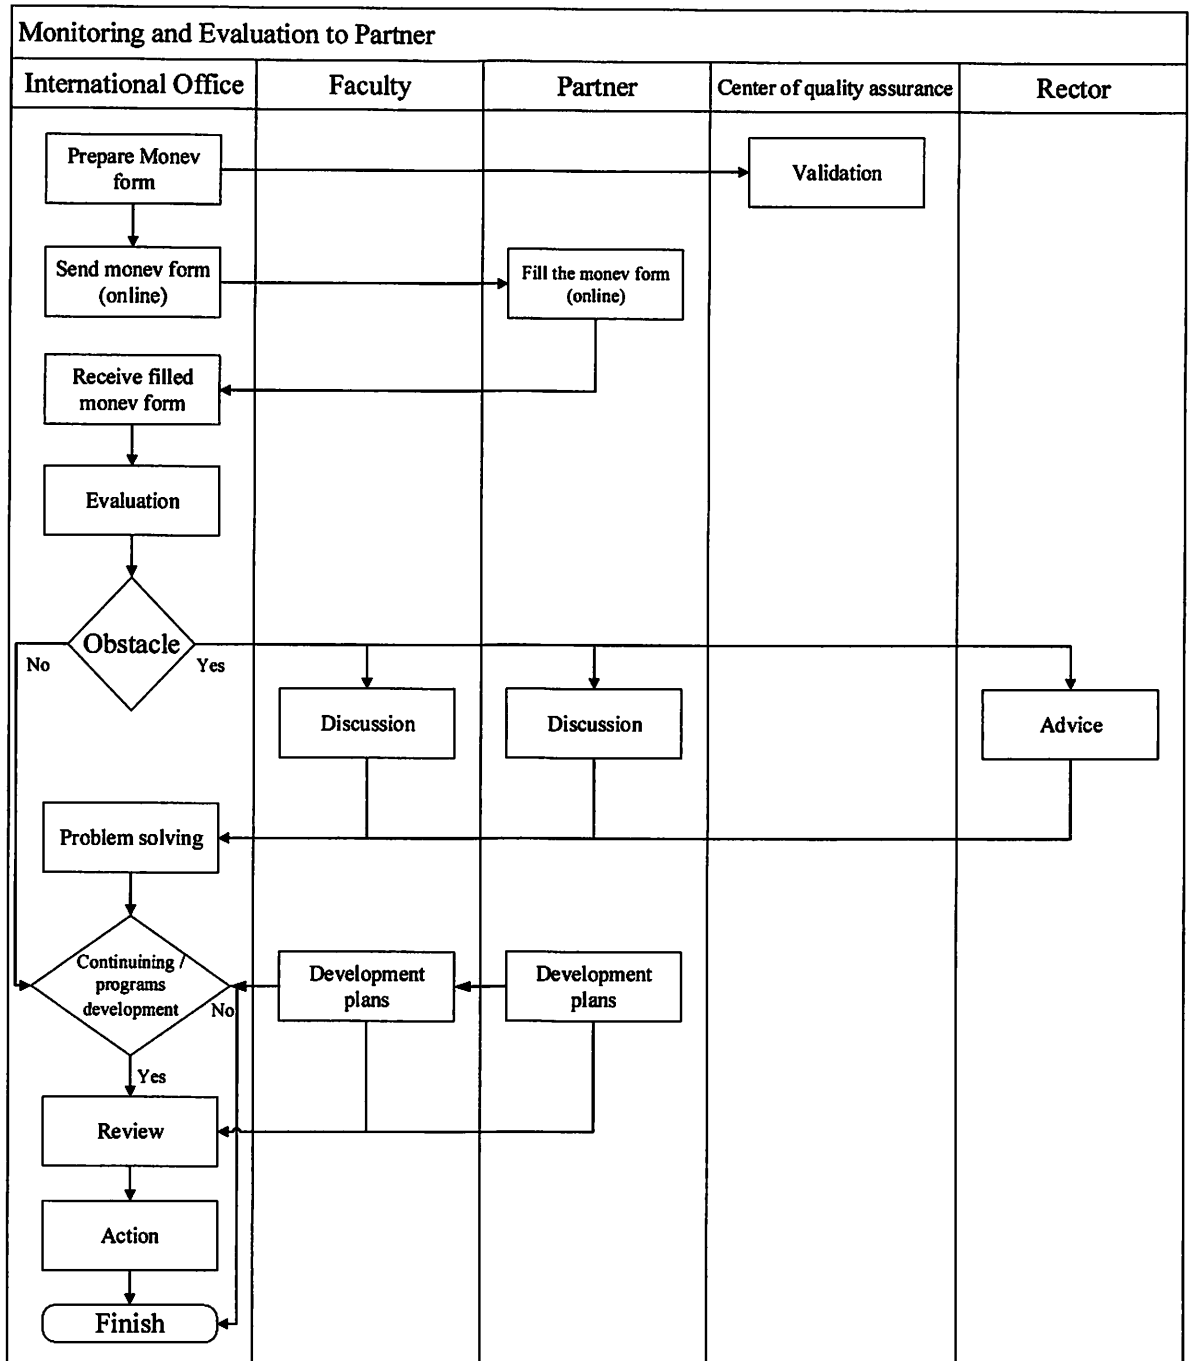 Monitoring and Evaluation to Partner
International Office
Faculty
Partner
Center of quality assurance
Rector
Prepare Monev
form
Validation
Send monev form
(online)
Fill the monev form
(online)
Receive filled
monev form
Evaluation
Obstacle
No
Yes
Discussion
Discussion
Advice
Problem solving
Continuining /
programs
development
No
Development
plans
Development
plans
Yes
Review
Action
Finish